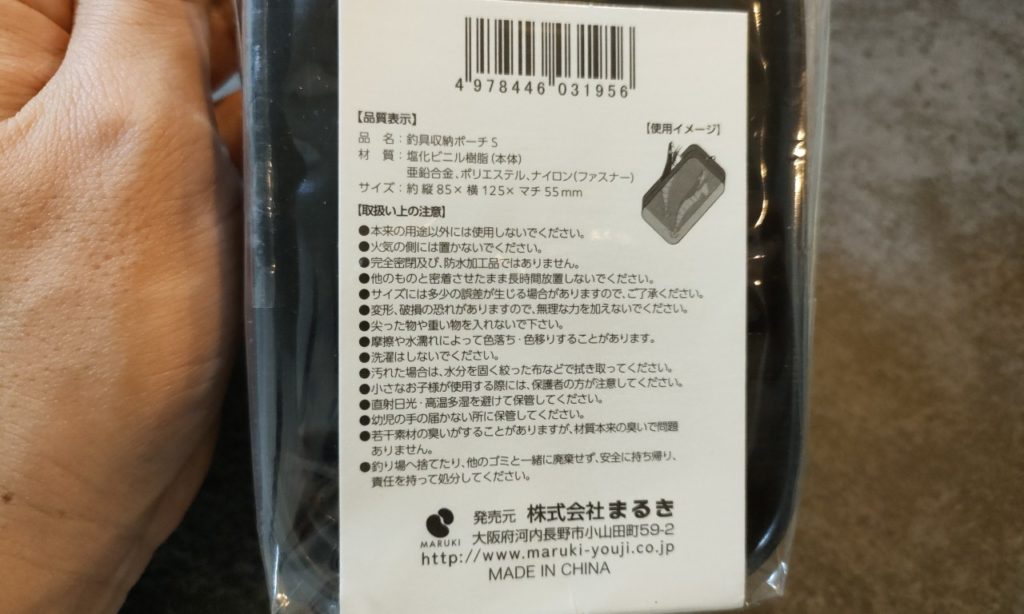 4 978446 031956
【品質表示】
品　名：釣具収納ポーチ S
材　質：塩化ビニル樹脂(本体)
亜鉛合金、ポリエステル、ナイロン(ファスナー)
サイズ：約 縦85×横125×マチ55mm
【使用イメージ】
【取扱い上の注意】
●本来の用途以外には使用しないでください。
●火気の側には置かないでください。
●完全密閉及び、防水加工品ではありません。
●他のものと密着させたまま長時間放置しないでください。
●サイズには多少の誤差が生じる場合がありますので、ご了承ください。
●変形、破損の恐れがありますので、無理な力を加えないでください。
●尖った物や重い物を入れないで下さい。
●摩擦や水濡れによって色落ち・色移りすることがあります。
●洗濯はしないでください。
●汚れた場合は、水分を固く絞った布などで拭き取ってください。
●小さなお子様が使用する際には、保護者の方が注意してください。
●直射日光・高温多湿を避けて保管してください。
●幼児の手の届かない所に保管してください。
●若干素材の臭いがすることがありますが、材質本来の臭いで問題
ありません。
●釣り場へ捨てたり、他のゴミと一緒に廃棄せず、安全に持ち帰り、
責任を持って処分してください。
MARUKI
発売元 株式会社まるき
大阪府河内長野市小山田町59-2
http://www.maruki-youji.co.jp
MADE IN CHINA